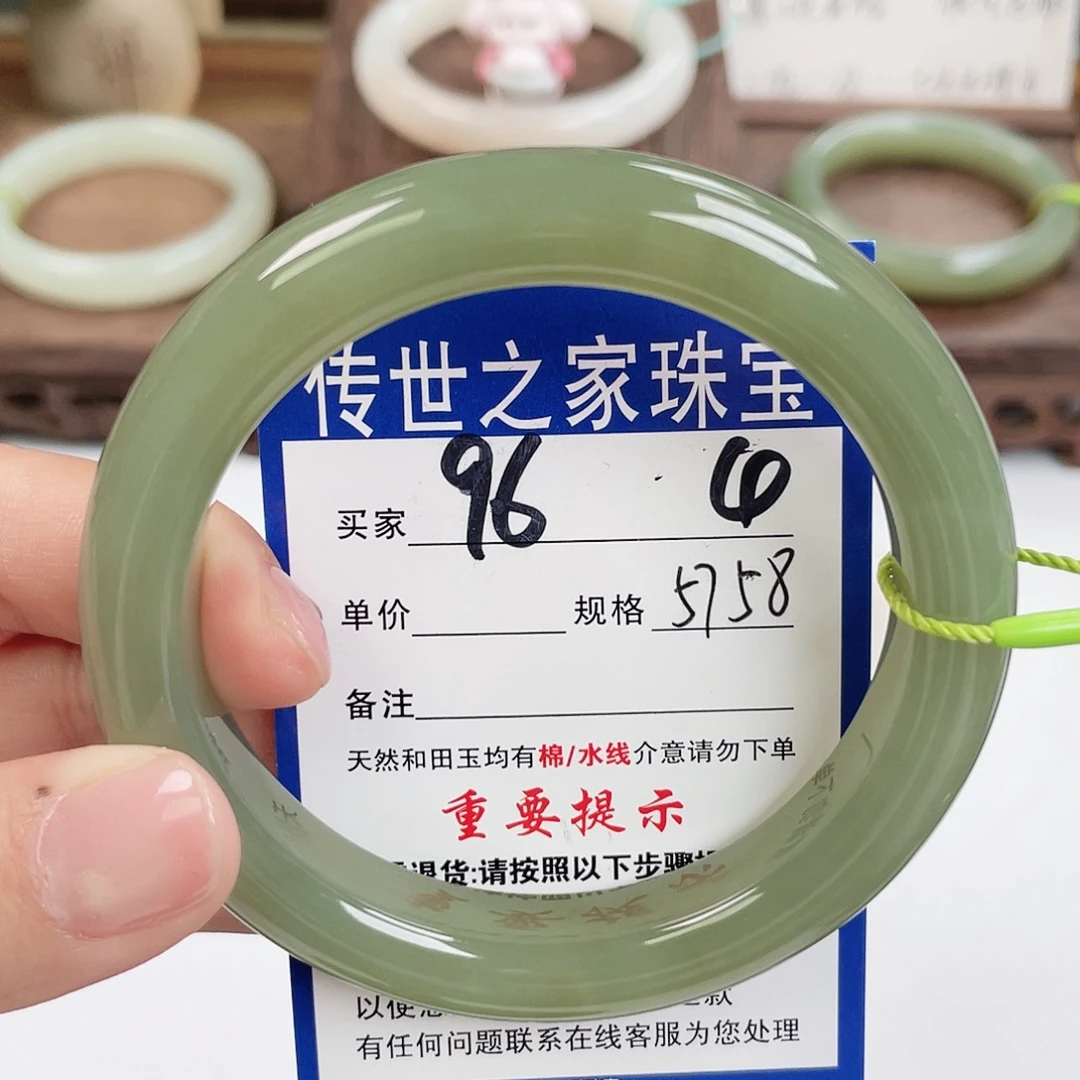 传世之家珠宝
买家 96
单价 规格 5758
备注
天然和田玉均有棉/水线介意请勿下单
重要提示
退货:请按照以下步骤
以便
有任何问题联系在线客服为您处理